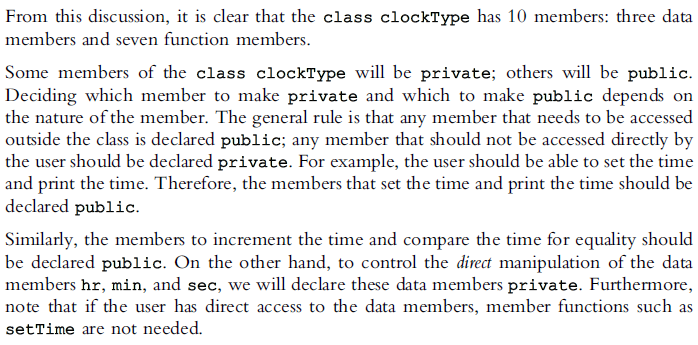 From this discussion, it is clear that the class clockType has 10 members: three data
members and seven function members.
Some members of the class clockType will be private; others will be public.
Deciding which member to make private and which to make public depends on
the nature of the member. The general rule is that any member that needs to be accessed
outside the class is declared public; any member that should not be accessed directly by
the user should be declared private. For example, the user should be able to set the time
and print the time. Therefore, the members that set the time and print the time should be
declared public.
Similarly, the members to increment the time and compare the time for equality should
be declared public. On the other hand, to control the direct manipulation of the data
members hr, min, and sec, we will declare these data members private. Furthermore,
note that if the user has direct access to the data members, member functions such as
setTime are not needed.